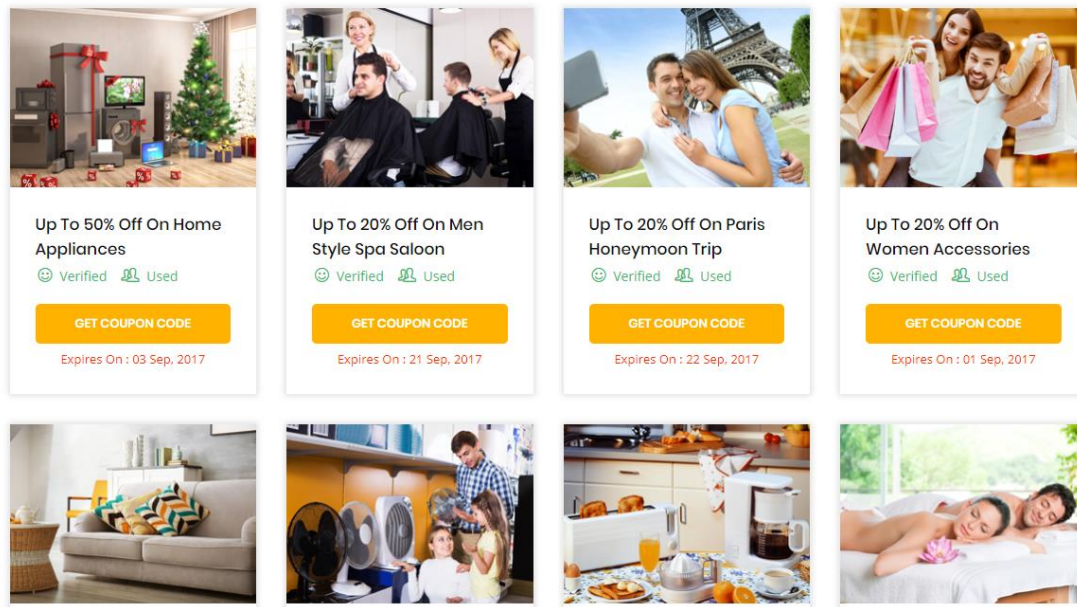 Up To 50% Off On Home
Appliances
Verified Used
GET COUPON CODE
Expires On : 03 Sep, 2017
Up To 20% Off On Men
Style Spa Saloon
Verified Used
GET COUPON CODE
Expires On : 21 Sep, 2017
Up To 20% Off On Paris
Honeymoon Trip
Verified Used
GET COUPON CODE
Expires On : 22 Sep, 2017
Up To 20% Off On
Women Accessories
Verified Used
GET COUPON CODE
Expires On : 01 Sep, 2017